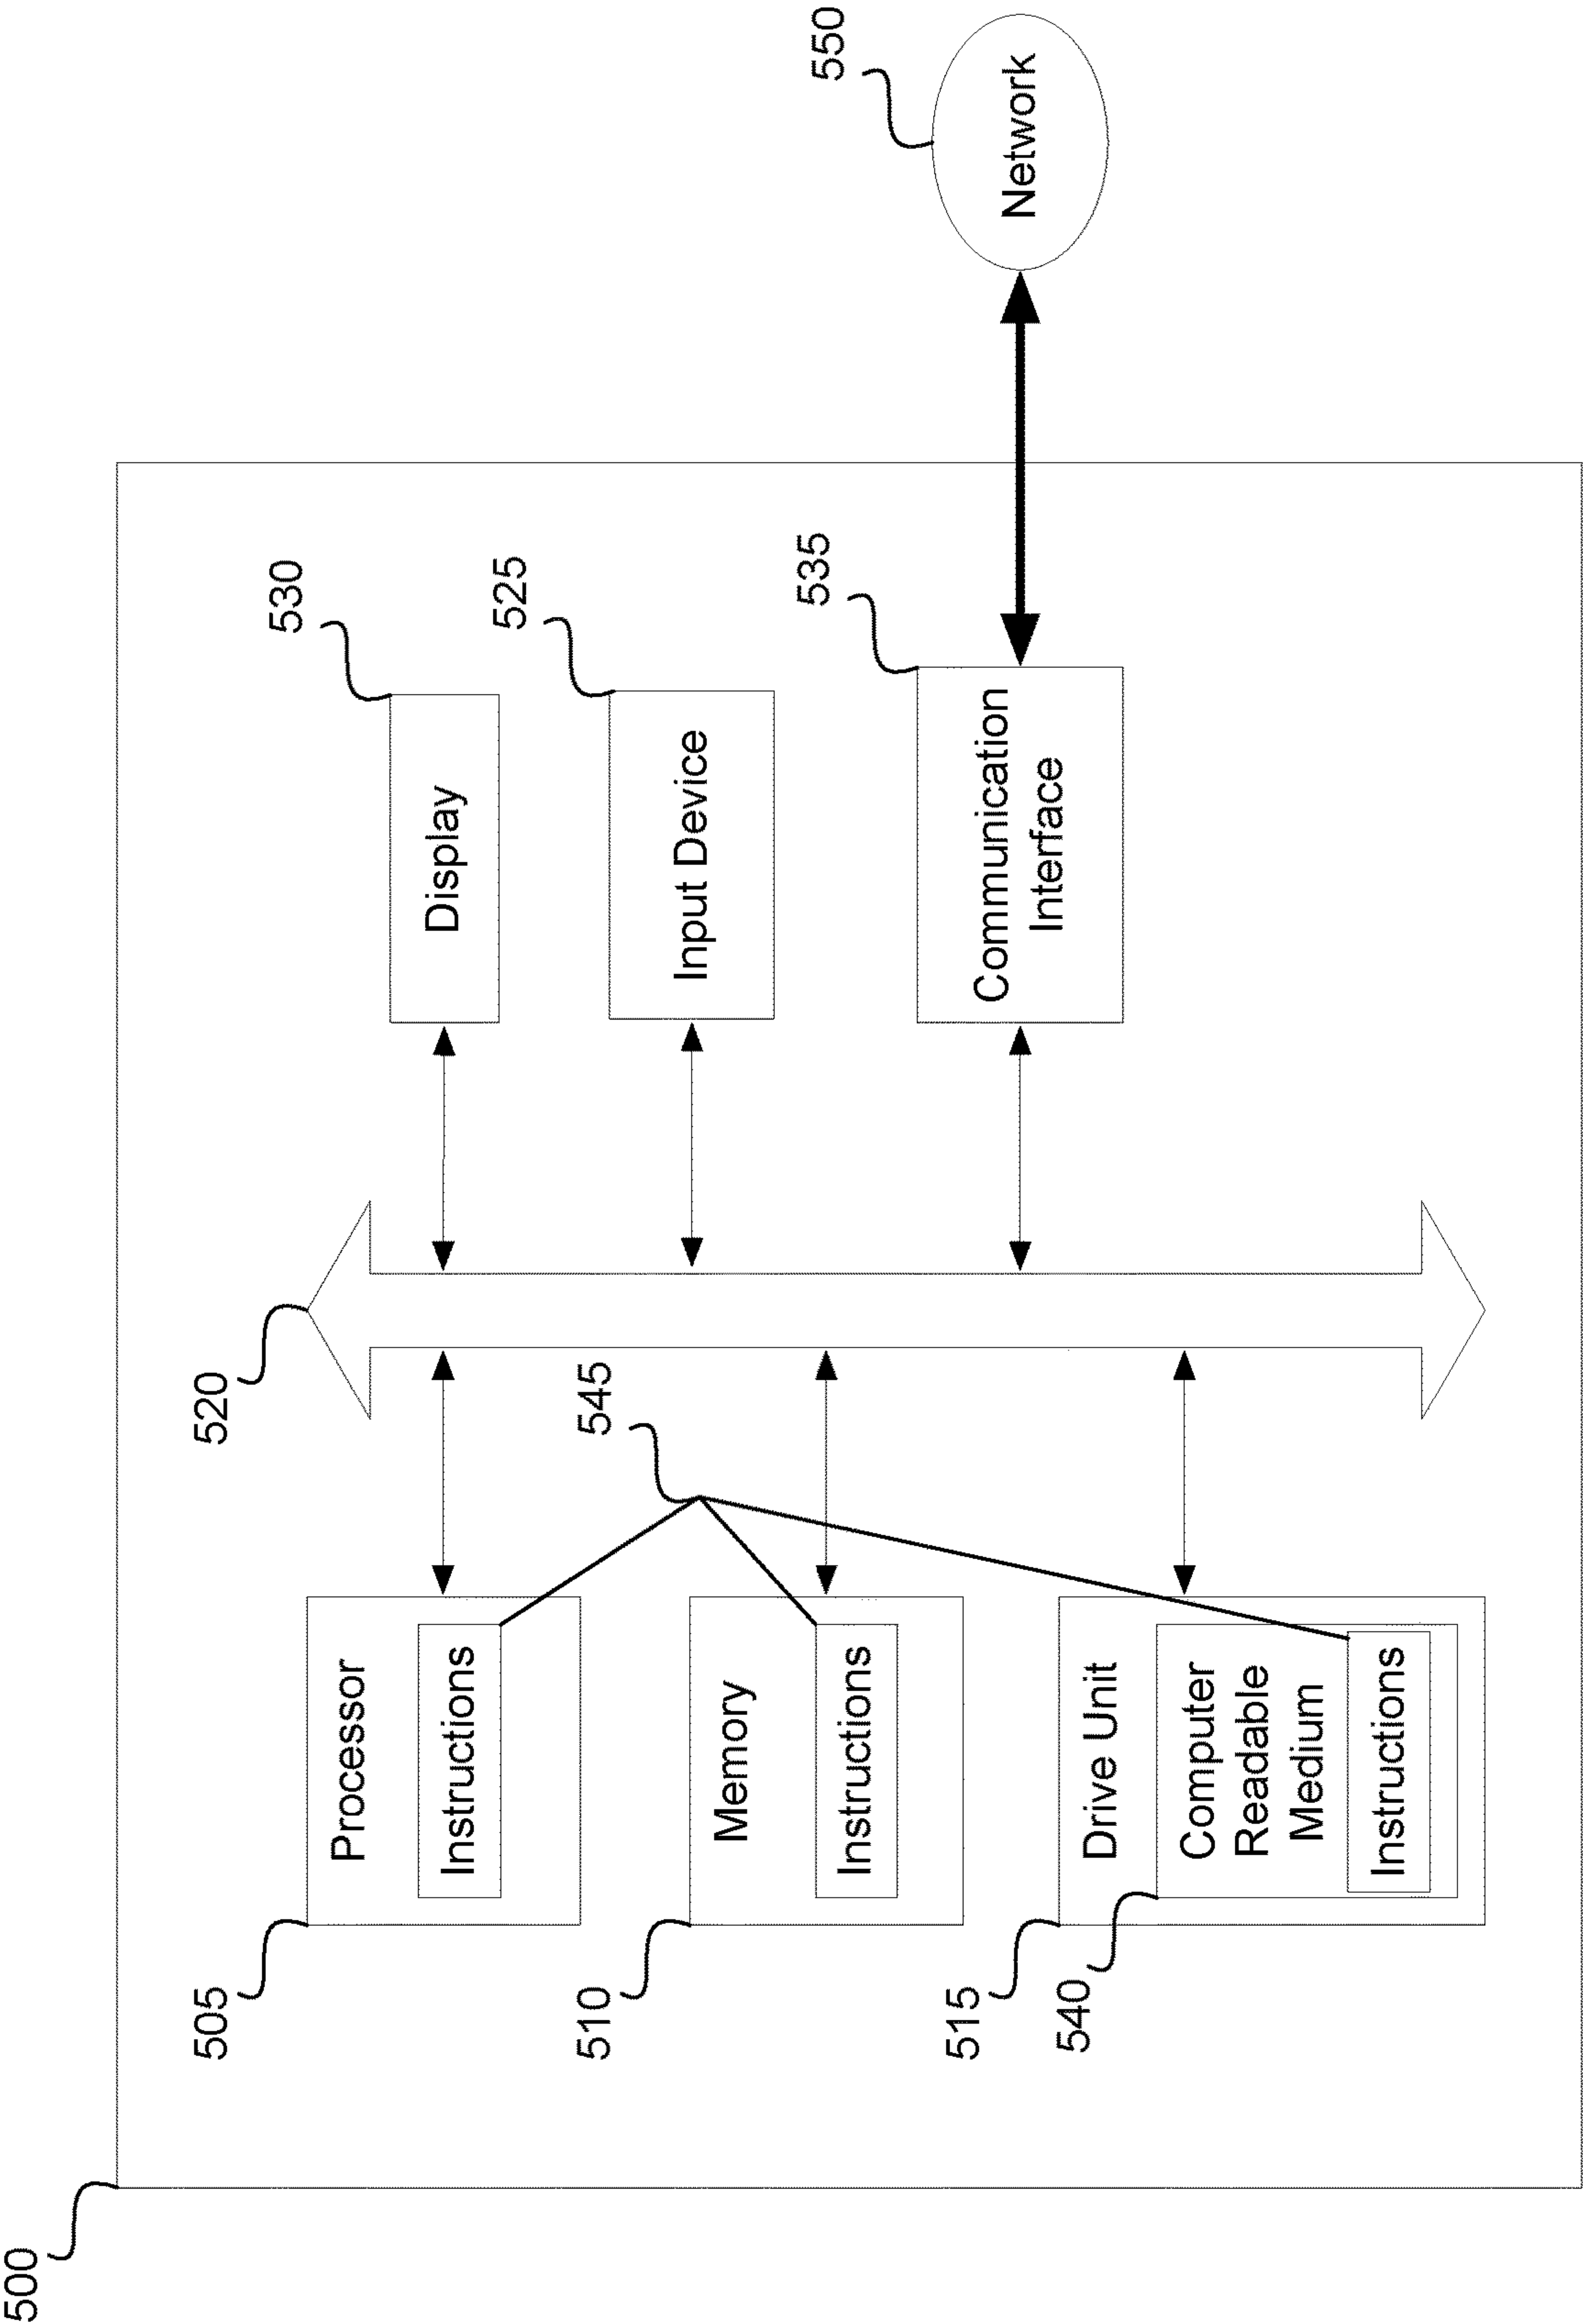 500
505
Processor
Instructions
510
Memory
Instructions
515
Drive Unit
540
Computer
Readable
Medium
Instructions
545
520
530
Display
525
Input Device
535
Communication
Interface
550
Network